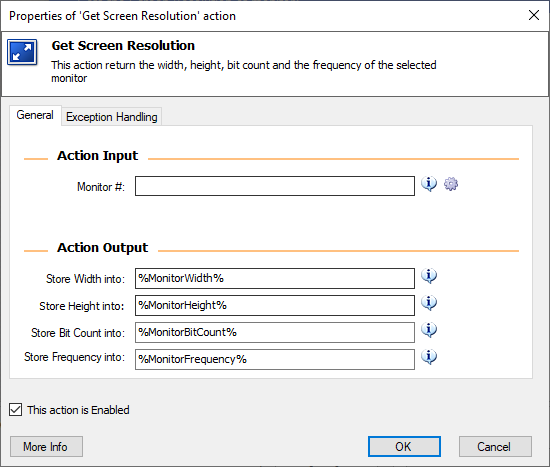 Properties of 'Get Screen Resolution' action
Get Screen Resolution
This action return the width, height, bit count and the frequency of the selected
monitor
General
Exception Handling
Action Input
Monitor #:
Action Output
Store Width into: %MonitorWidth%
Store Height into: %MonitorHeight%
Store Bit Count into: %MonitorBitCount%
Store Frequency into: %MonitorFrequency%
This action is Enabled
More Info
OK
Cancel